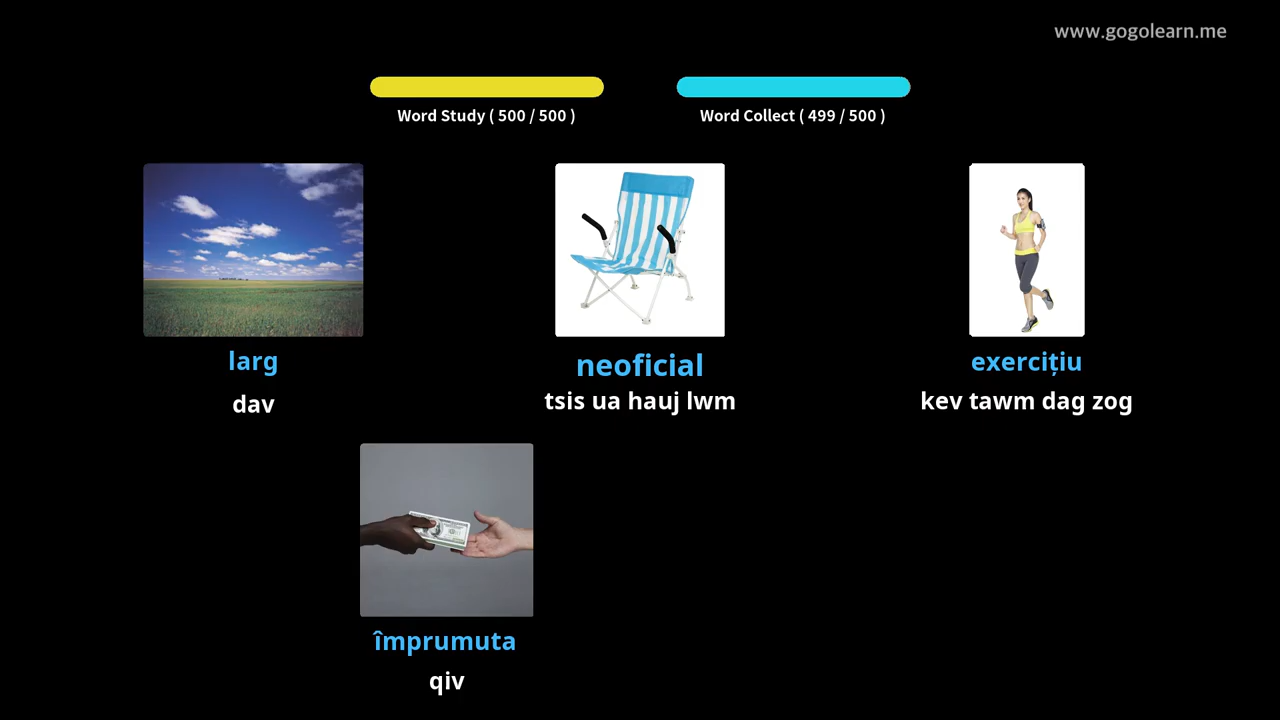 www.gogolearn.me
Word Study ( 500 / 500 )
Word Collect ( 499 / 500 )
larg
dav
neoficial
tsis ua hauj lwm
exercițiu
kev tawm dag zog
împrumuta
qiv